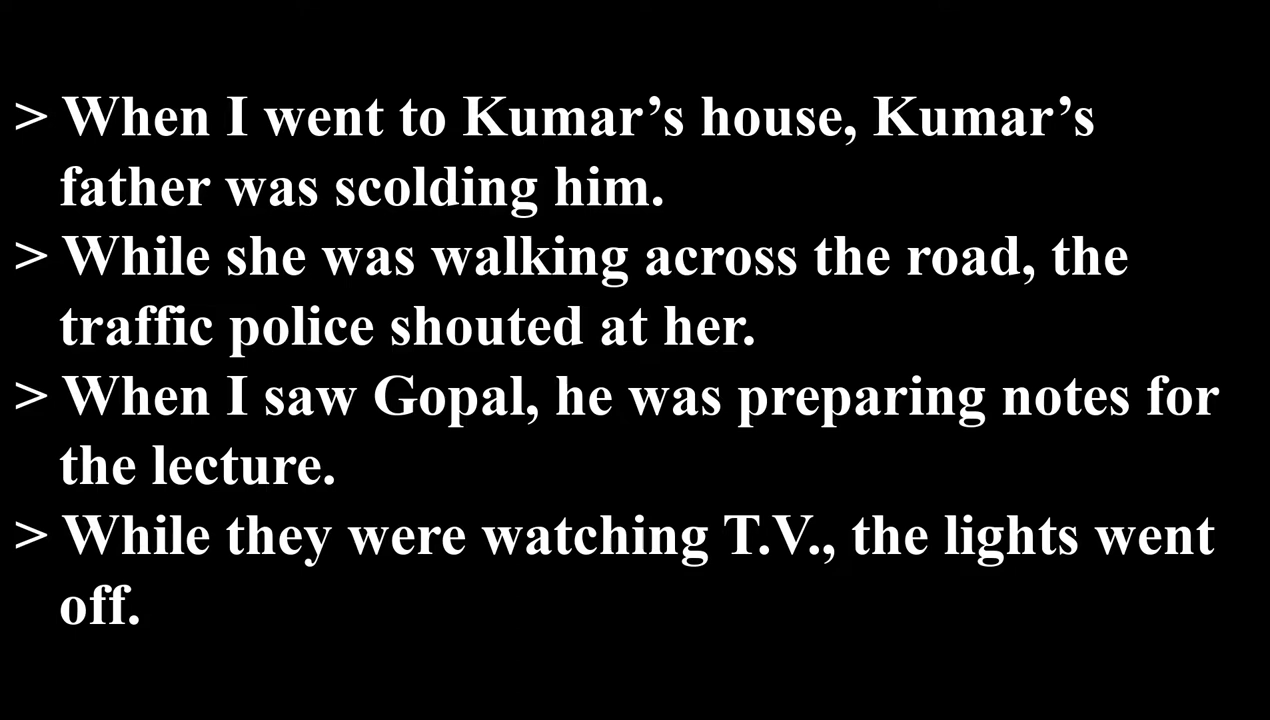 > When I went to Kumar’s house, Kumar’s
father was scolding him.
> While she was walking across the road, the
traffic police shouted at her.
> When I saw Gopal, he was preparing notes for
the lecture.
> While they were watching T.V., the lights went
off.